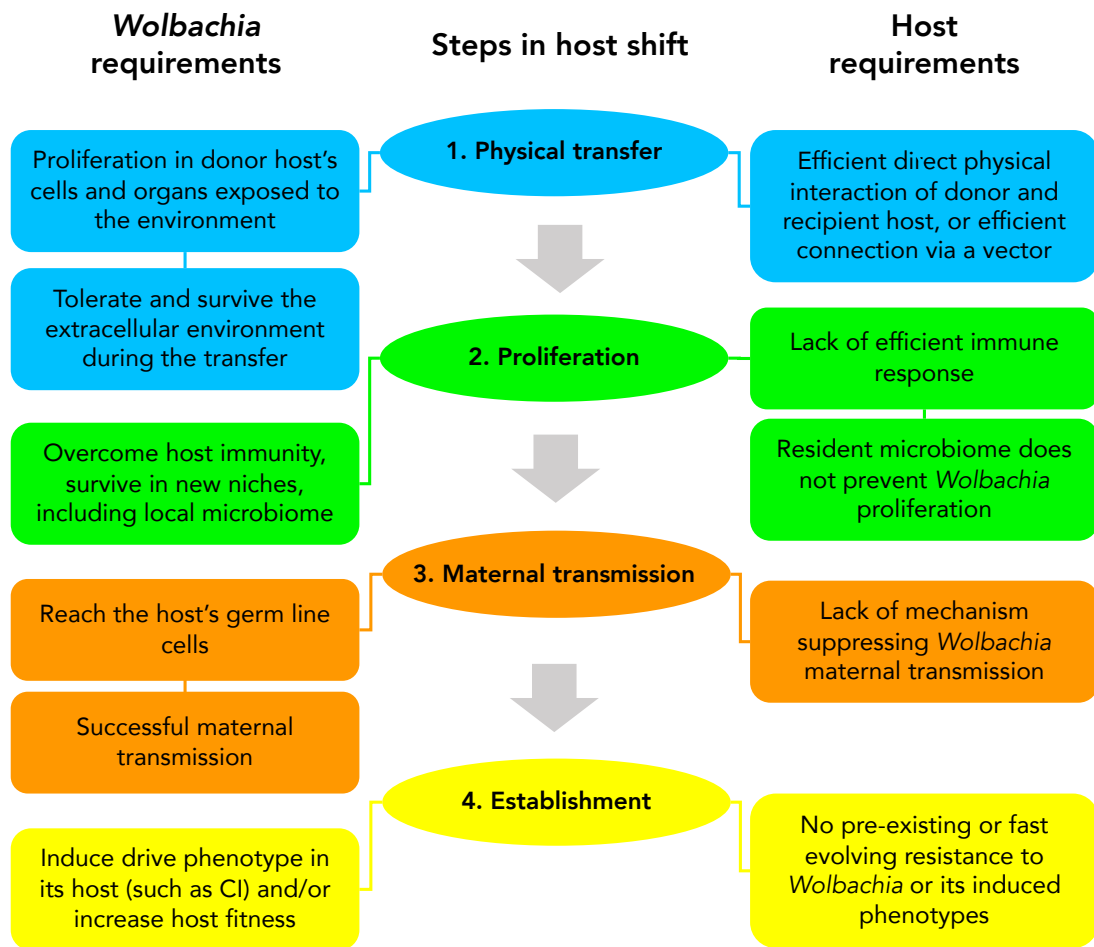 Wolbachia
requirements
Steps in host shift
Host
requirements
Proliferation in donor host's
cells and organs exposed to
the environment
1. Physical transfer
Efficient direct physical
interaction of donor and
recipient host, or efficient
connection via a vector
Tolerate and survive the
extracellular environment
during the transfer
2. Proliferation
Lack of efficient immune
response
Overcome host immunity,
survive in new niches,
including local microbiome
Resident microbiome does
not prevent Wolbachia
proliferation
3. Maternal transmission
Reach the host's germ line
cells
Lack of mechanism
suppressing Wolbachia
maternal transmission
Successful maternal
transmission
4. Establishment
Induce drive phenotype in
its host (such as CI) and/or
increase host fitness
No pre-existing or fast
evolving resistance to
Wolbachia or its induced
phenotypes